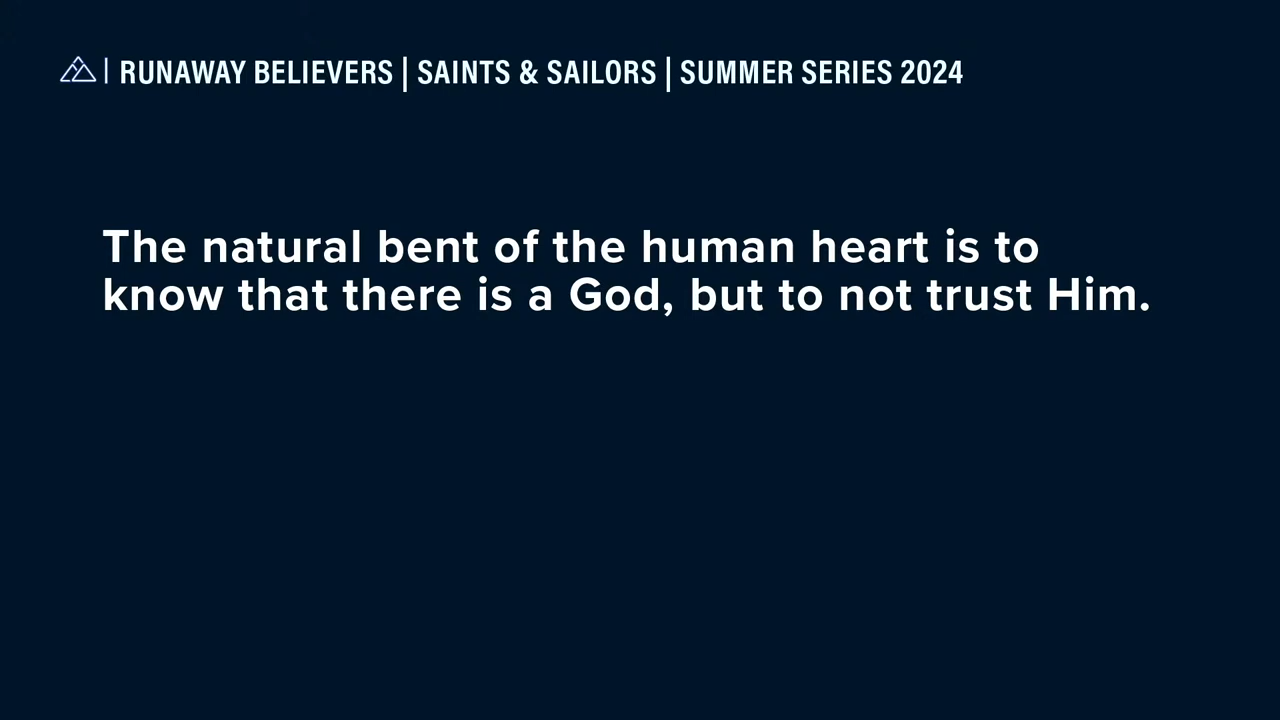 | RUNAWAY BELIEVERS | SAINTS & SAILORS | SUMMER SERIES 2024
The natural bent of the human heart is to
know that there is a God, but to not trust Him.